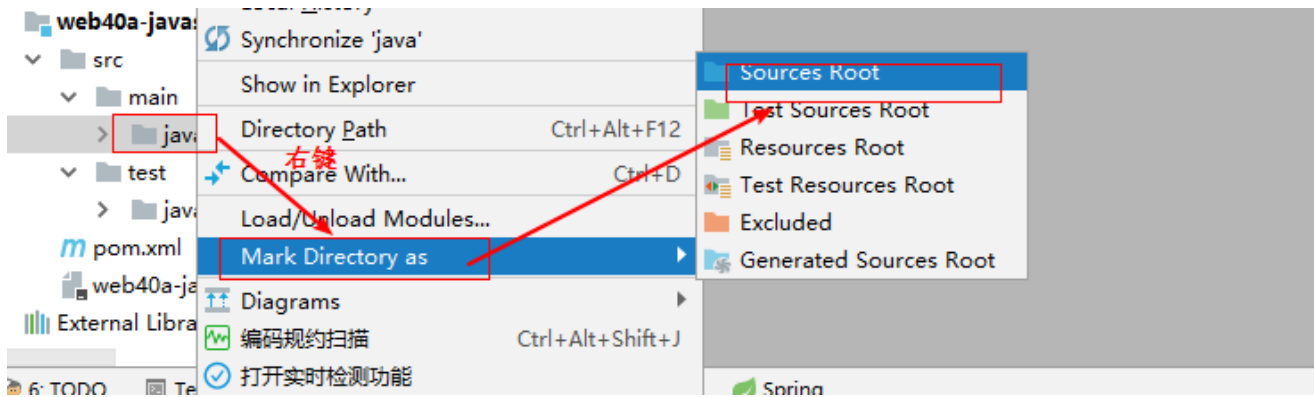 web40a-javas
src
main
java
test
java
pom.xml
web40a-ja
External Libra
6: TODO
Te
Synchronize 'java'
Show in Explorer
Directory Path Ctrl+Alt+F12
右键
Compare With... Ctrl+D
Load/Unload Modules...
Mark Directory as
Diagrams
编码规约扫描 Ctrl+Alt+Shift+J
打开实时检测功能
Sources Root
Test Sources Root
Resources Root
Test Resources Root
Excluded
Generated Sources Root
Spring